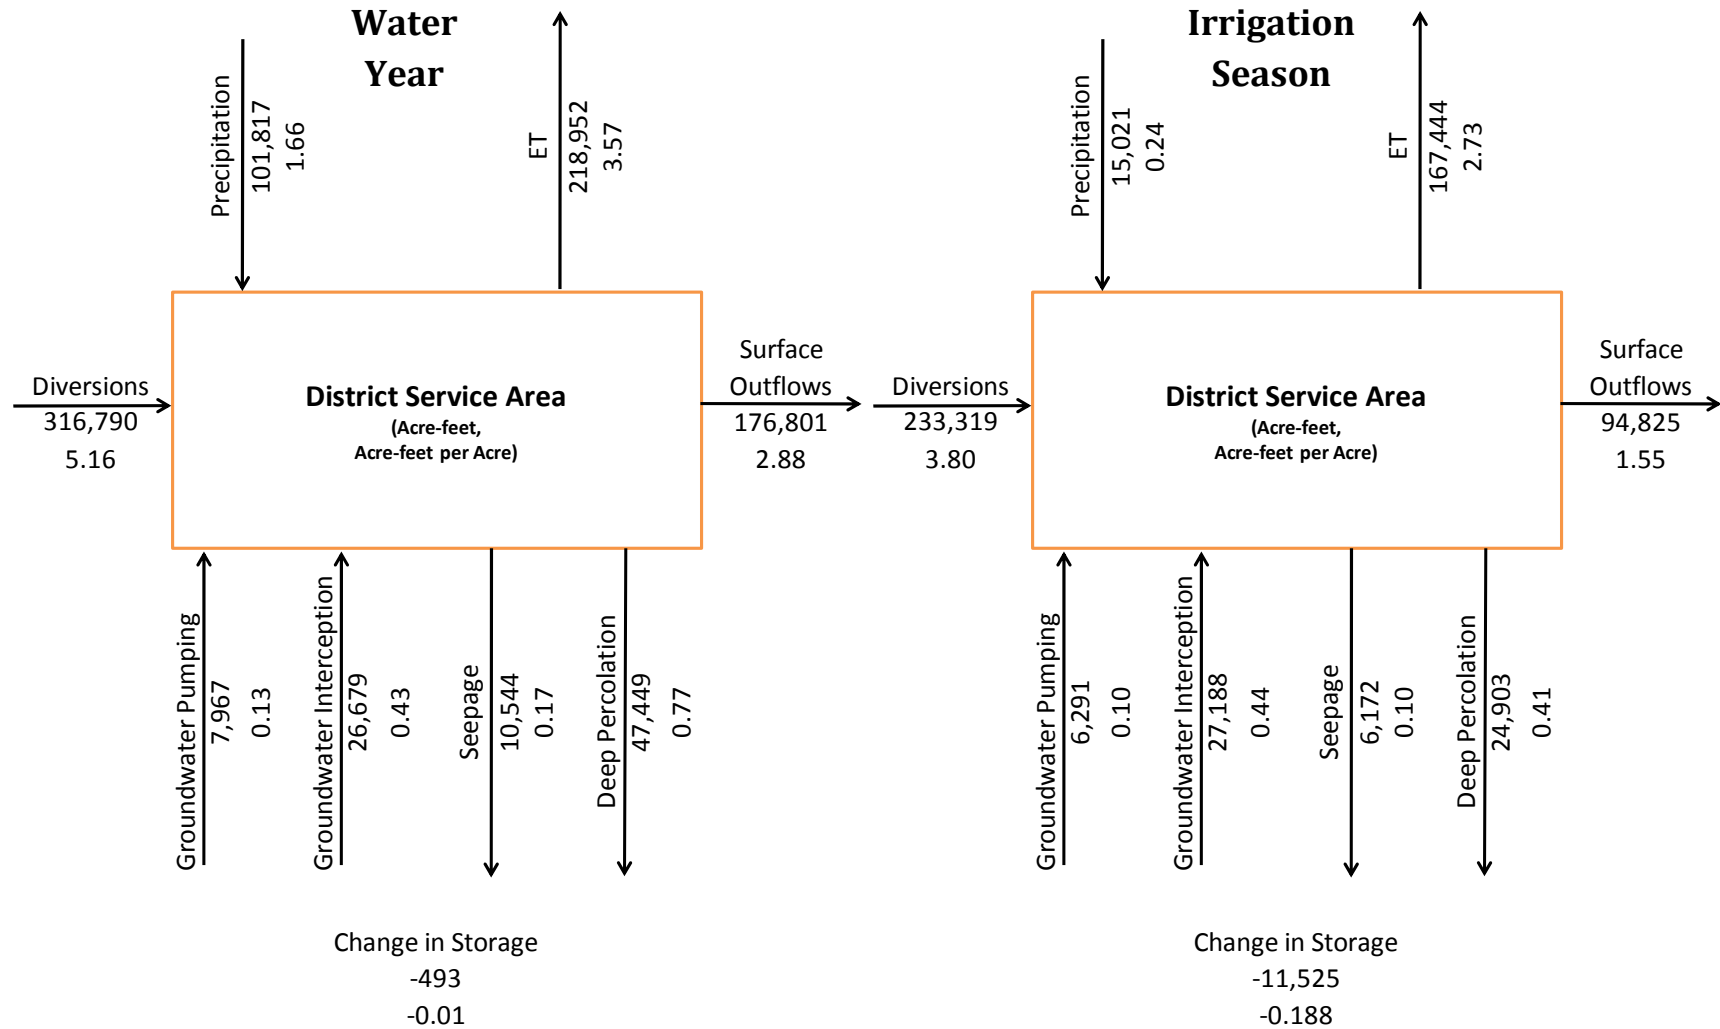 Water
Year
Precipitation
101,817
1.66
ET
218,952
3.57
Diversions
316,790
5.16
District Service Area
(Acre-feet,
Acre-feet per Acre)
Surface
Outflows
176,801
2.88
Groundwater Pumping
7,967
0.13
Groundwater Interception
26,679
0.43
Seepage
10,544
0.17
Deep Percolation
47,449
0.77
Change in Storage
-493
-0.01
Irrigation
Season
Precipitation
15,021
0.24
ET
167,444
2.73
Diversions
233,319
3.80
District Service Area
(Acre-feet,
Acre-feet per Acre)
Surface
Outflows
94,825
1.55
Groundwater Pumping
6,291
0.10
Groundwater Interception
27,188
0.44
Seepage
6,172
0.10
Deep Percolation
24,903
0.41
Change in Storage
-11,525
-0.188